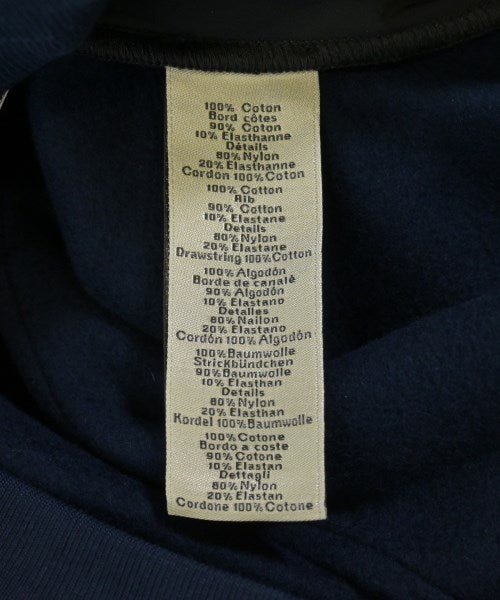 100% Coton
Bord côtes
90% Coton
10% Elasthanne
Détails
80% Nylon
20% Elasthanne
Cordon 100% Coton
100% Cotton
Rib
90% Cotton
10% Elastane
Details
80% Nylon
20% Elastane
Drawstring 100% Cotton
100% Algodón
Borde de canalé
90% Algodón
10% Elastano
Detalles
80% Nailon
20% Elastano
Cordón 100% Algodón
100% Baumwolle
Strickbündchen
90% Baumwolle
10% Elasthan
Details
80% Nylon
20% Elasthan
Kordel 100% Baumwolle
100% Cotone
Bordo a coste
90% Cotone
10% Elastan
Dettagli
80% Nylon
20% Elastan
Cordone 100% Cotone